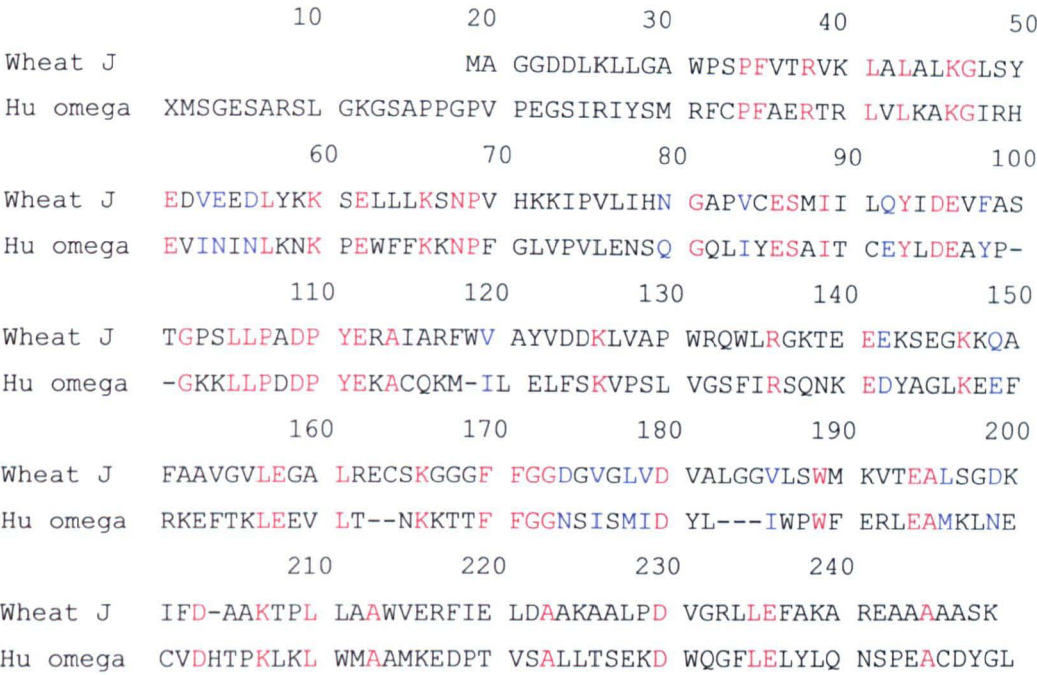 10 20 30 40 50
Wheat J MA GGDDLKLLGA WPSPFVTRVK LALALKGLSY
Hu omega XMSGESARSL GKGSAPPGPV PEGSIRIYSM RFCPFAERTR LVLKAKGIRH
60 70 80 90 100
Wheat J EDVEEDLYKK SELLLKSNPV HKKIPVLIHN GAPVCESMII LQYIDEVFAS
Hu omega EVININLKNK PEWFFKKNPF GLVPVLENSQ GQLIYESAIT CEYLDEAYP-
110 120 130 140 150
Wheat J TGPSLLPADP YERAIARFWV AYVDDKLVAP WRQWLRGKTE EEKSEGKKQA
Hu omega -GKKLLPDDP YEKACQKM-IL ELFSKVPSL VGSFIRSQNK EDYAGLKEEF
160 170 180 190 200
Wheat J FAAVGVLEGA LRECSKGGGF FGGDGVGLVD VALGGVLSWM KVTEALSGDK
Hu omega RKEFTKLEEV LT--NKKTTF FGGNSISMID YL---IWPWF ERLEAMKLNE
210 220 230 240
Wheat J IFD-AAKTPL LAAWVERFIE LDAAKAALPD VGRLLEFAKA REAAAAASK
Hu omega CVDHTPKLKL WMAAMKEDPT VSALLTSEKD WQGFLELYLQ NSPEACDYGL